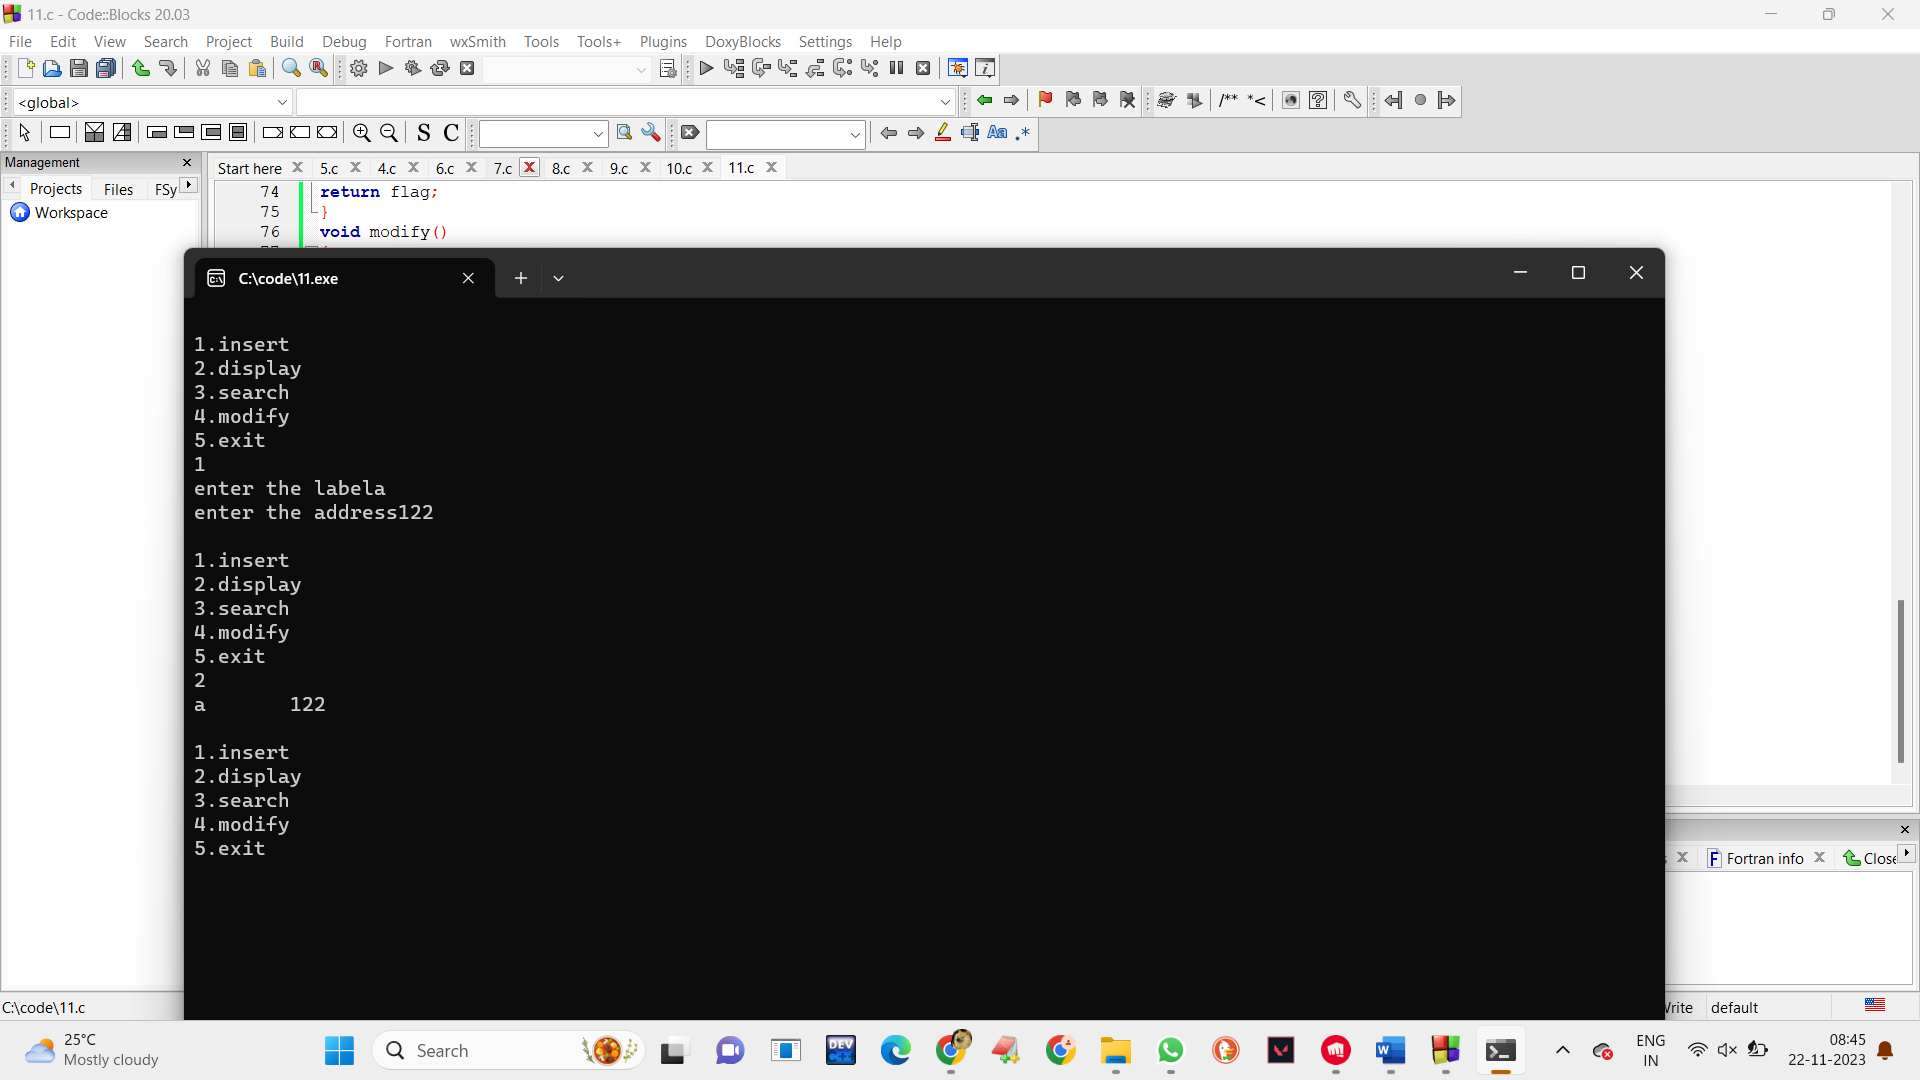 11.c - Code::Blocks 20.03
File Edit View Search Project Build Debug Fortran wxSmith Tools Tools+ Plugins DoxyBlocks Settings Help
<global>
/** *<
S C
Aa .*
Management
Start here 5.c 4.c 6.c 7.c 8.c 9.c 10.c 11.c
Projects Files FSy
Workspace
74 return flag;
75 }
76 void modify()
C:\code\11.exe
1.insert
2.display
3.search
4.modify
5.exit
1
enter the labela
enter the address122
1.insert
2.display
3.search
4.modify
5.exit
2
a 122
1.insert
2.display
3.search
4.modify
5.exit
Fortran info Close
C:\code\11.c
default
25°C
Mostly cloudy
Search
DEV
C++
ENG
IN
08:45
22-11-2023